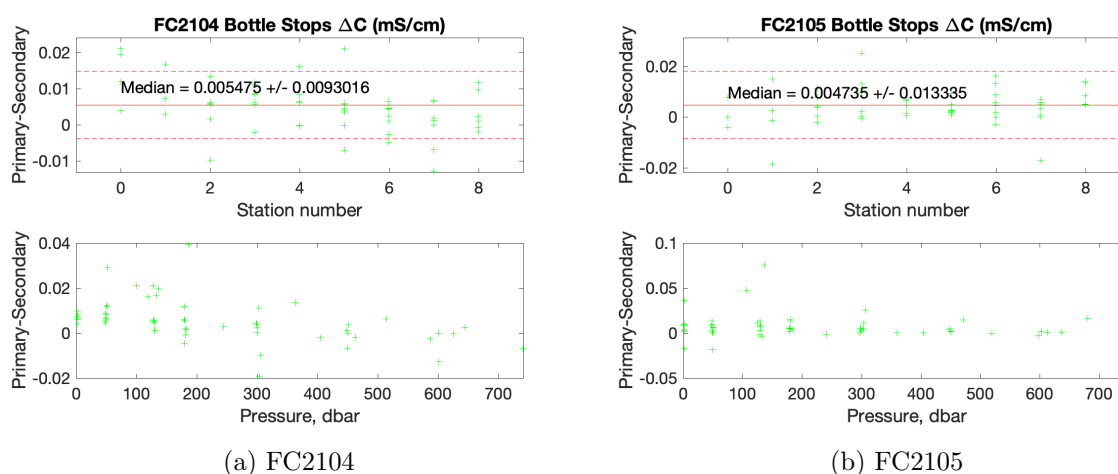 FC2104 Bottle Stops ΔC (mS/cm)
Primary-Secondary
0.02
0.01
0
-0.01
Median = 0.005475 +/- 0.0093016
0 2 4 6 8
Station number
Primary-Secondary
0.04
0.02
0
-0.02
0 100 200 300 400 500 600 700
Pressure, dbar
(a) FC2104
FC2105 Bottle Stops ΔC (mS/cm)
Primary-Secondary
0.02
0
-0.02
Median = 0.004735 +/- 0.013335
0 2 4 6 8
Station number
Primary-Secondary
0.1
0.05
0
-0.05
0 100 200 300 400 500 600 700
Pressure, dbar
(b) FC2105